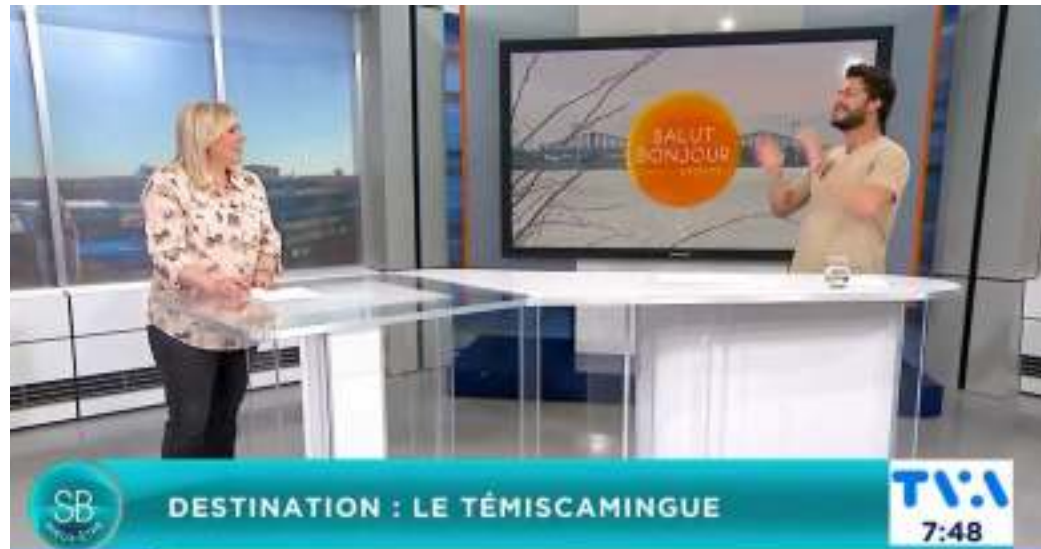 SALUT
BONJOUR
SB
DESTINATION : LE TÉMISCAMINGUE
TVA
7:48